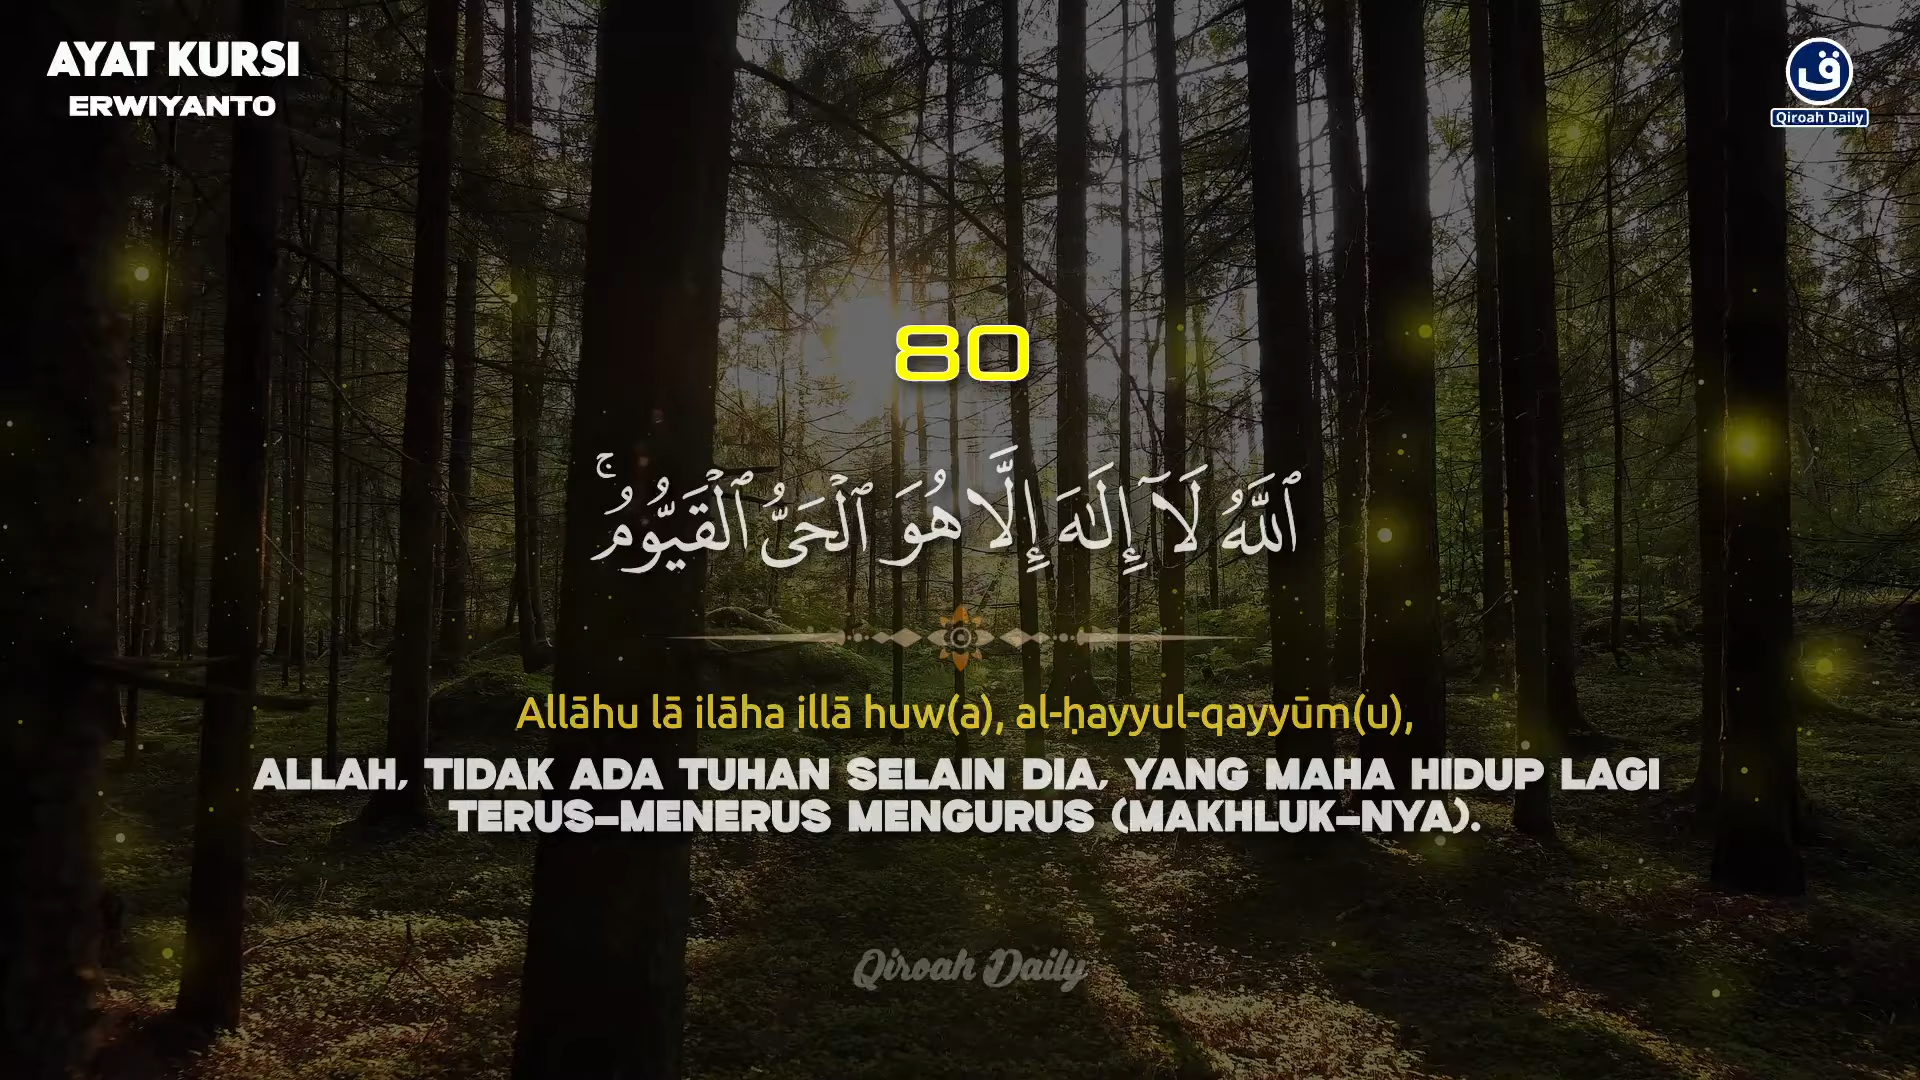 AYAT KURSI
ERWIYANTO
ق
Qiroah Daily
80
ٱللَّهُ لَآ إِلَٰهَ إِلَّا هُوَ ٱلْحَىُّ ٱلْقَيُّومُ ۚ
Allāhu lā ilāha illā huw(a), al-ḥayyul-qayyūm(u),
ALLAH, TIDAK ADA TUHAN SELAIN DIA, YANG MAHA HIDUP LAGI
TERUS-MENERUS MENGURUS (MAKHLUK-NYA).
Qiroah Daily